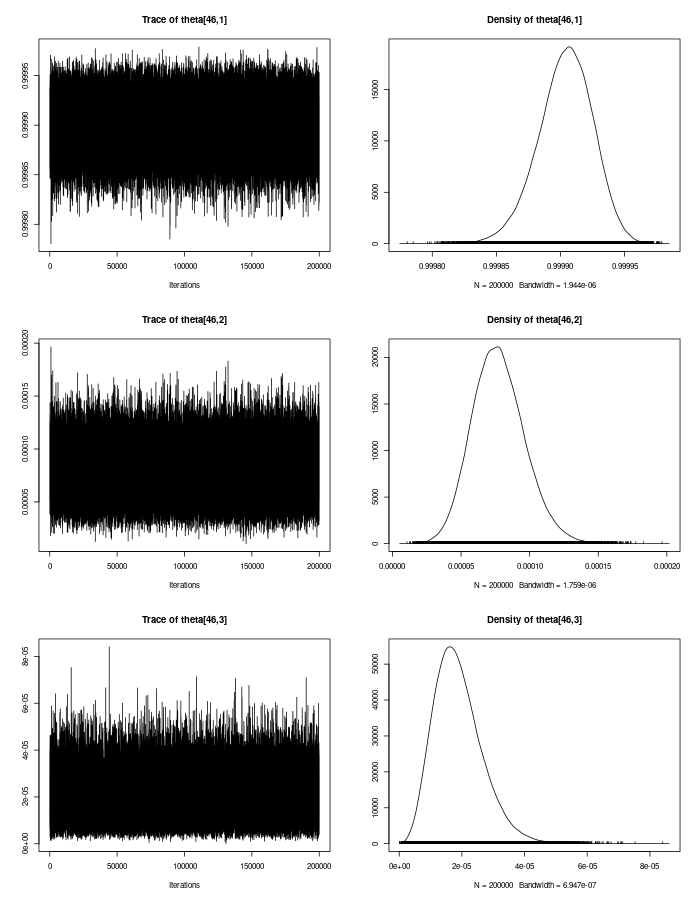 Trace of theta[46,1]
0.99980 0.99985 0.99990 0.99995
0 50000 100000 150000 200000
Iterations
Density of theta[46,1]
0 5000 10000 15000
0.99980 0.99985 0.99990 0.99995
N = 200000 Bandwidth = 1.944e-06
Trace of theta[46,2]
0.00005 0.00010 0.00015 0.00020
0 50000 100000 150000 200000
Iterations
Density of theta[46,2]
0 5000 10000 15000 20000
0.00000 0.00005 0.00010 0.00015 0.00020
N = 200000 Bandwidth = 1.759e-06
Trace of theta[46,3]
0e+00 2e-05 4e-05 6e-05 8e-05
0 50000 100000 150000 200000
Iterations
Density of theta[46,3]
0 10000 20000 30000 40000 50000
0e+00 2e-05 4e-05 6e-05 8e-05
N = 200000 Bandwidth = 6.947e-07